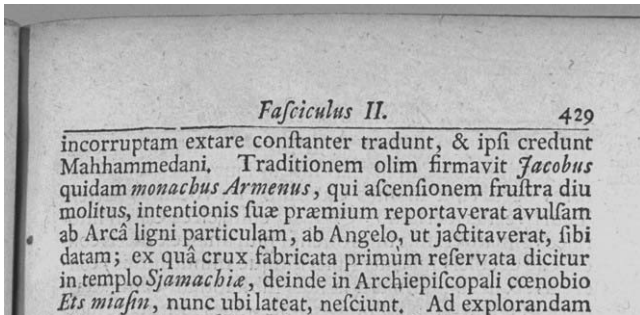 Faſciculus II. 429
incorruptam extare conſtanter tradunt, & ipſi credunt
Mahhammedani. Traditionem olim firmavit Jacobus
quidam monachus Armenus, qui aſcenſionem fruſtra diu
molitus, intentionis ſuæ præmium reportaverat avulſam
ab Arcâ ligni particulam, ab Angelo, ut jactitaverat, ſibi
datam; ex quâ crux fabricata primum reſervata dicitur
in templo Sjamachiæ, deinde in Archiepiſcopali cœnobio
Ets miaſin, nunc ubi lateat, neſciunt. Ad explorandam